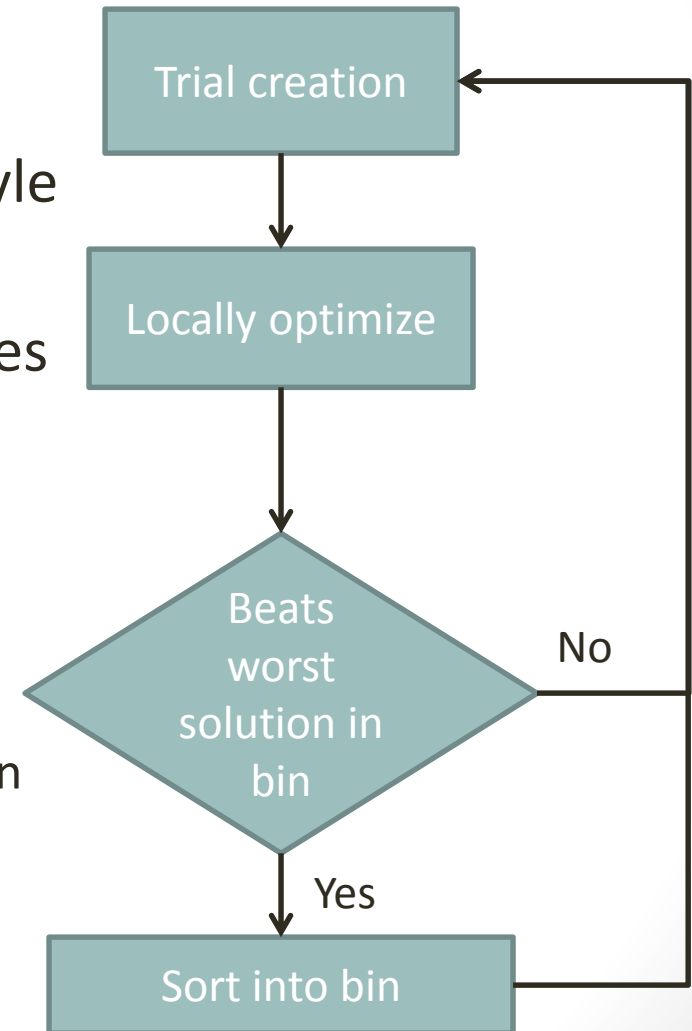 Trial creation
yle
Locally optimize
es
Beats
worst
solution in
bin
No
n
Yes
Sort into bin